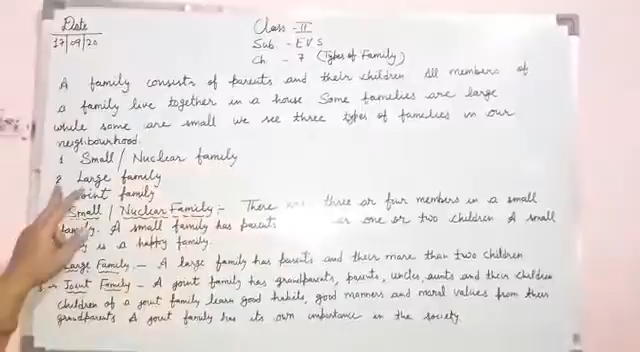 Date
17/09/20
Class - II
Sub. - EVS
Ch. - 7 (Types of Family)
A family consists of parents and their children All members of
a family live together in a house Some families are large
while some are small we see three types of families in our
neighbourhood.
1 Small / Nuclear family
2 Large family
Joint family
Small / Nuclear Family :- There three or four members in a small
family. A small family has parents one or two children A small
is a happy family.
Large Family. - A large family has parents and their more than two children
Joint Family - A joint family has grandparents, parents, uncles, aunts and their children
children of a joint family learn good habits, good manners and moral values from their
grandparents A joint family has its own importance in the society.